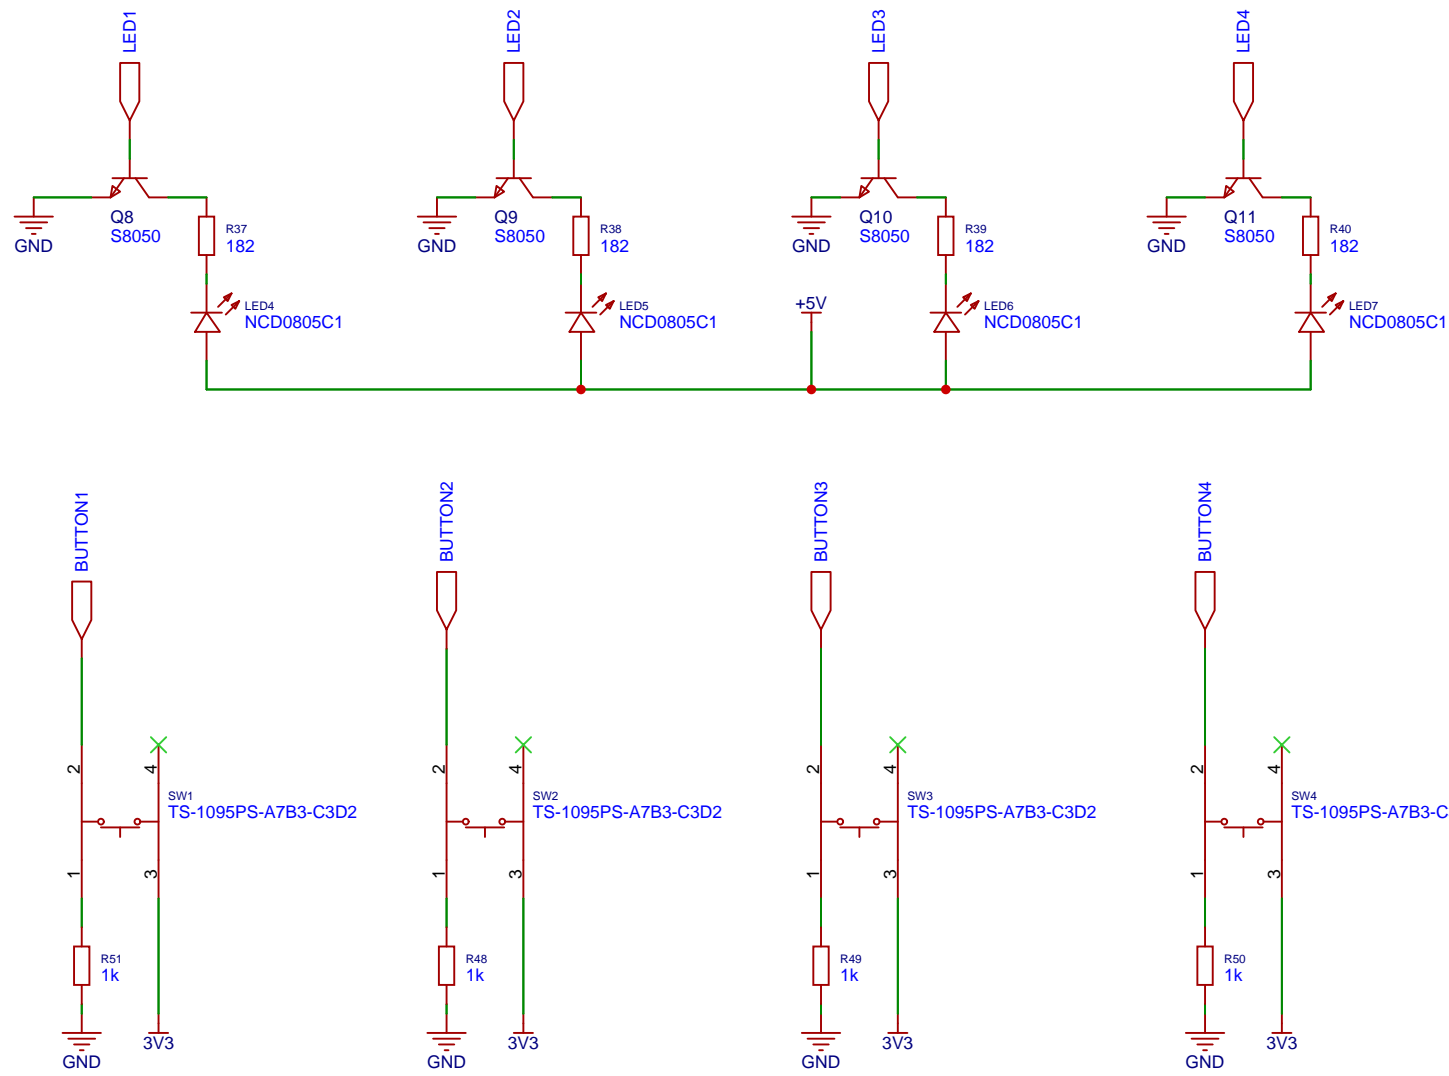 LED1
LED2
LED3
LED4
Q8
S8050
GND
R37
182
LED4
NCD0805C1
Q9
S8050
GND
R38
182
LED5
NCD0805C1
Q10
S8050
GND
R39
182
+5V
LED6
NCD0805C1
Q11
S8050
GND
R40
182
LED7
NCD0805C1
BUTTON1
2
4
SW1
TS-1095PS-A7B3-C3D2
1
3
R51
1k
GND
3V3
BUTTON2
2
4
SW2
TS-1095PS-A7B3-C3D2
1
3
R48
1k
GND
3V3
BUTTON3
2
4
SW3
TS-1095PS-A7B3-C3D2
1
3
R49
1k
GND
3V3
BUTTON4
2
4
SW4
TS-1095PS-A7B3-C
1
3
R50
1k
GND
3V3